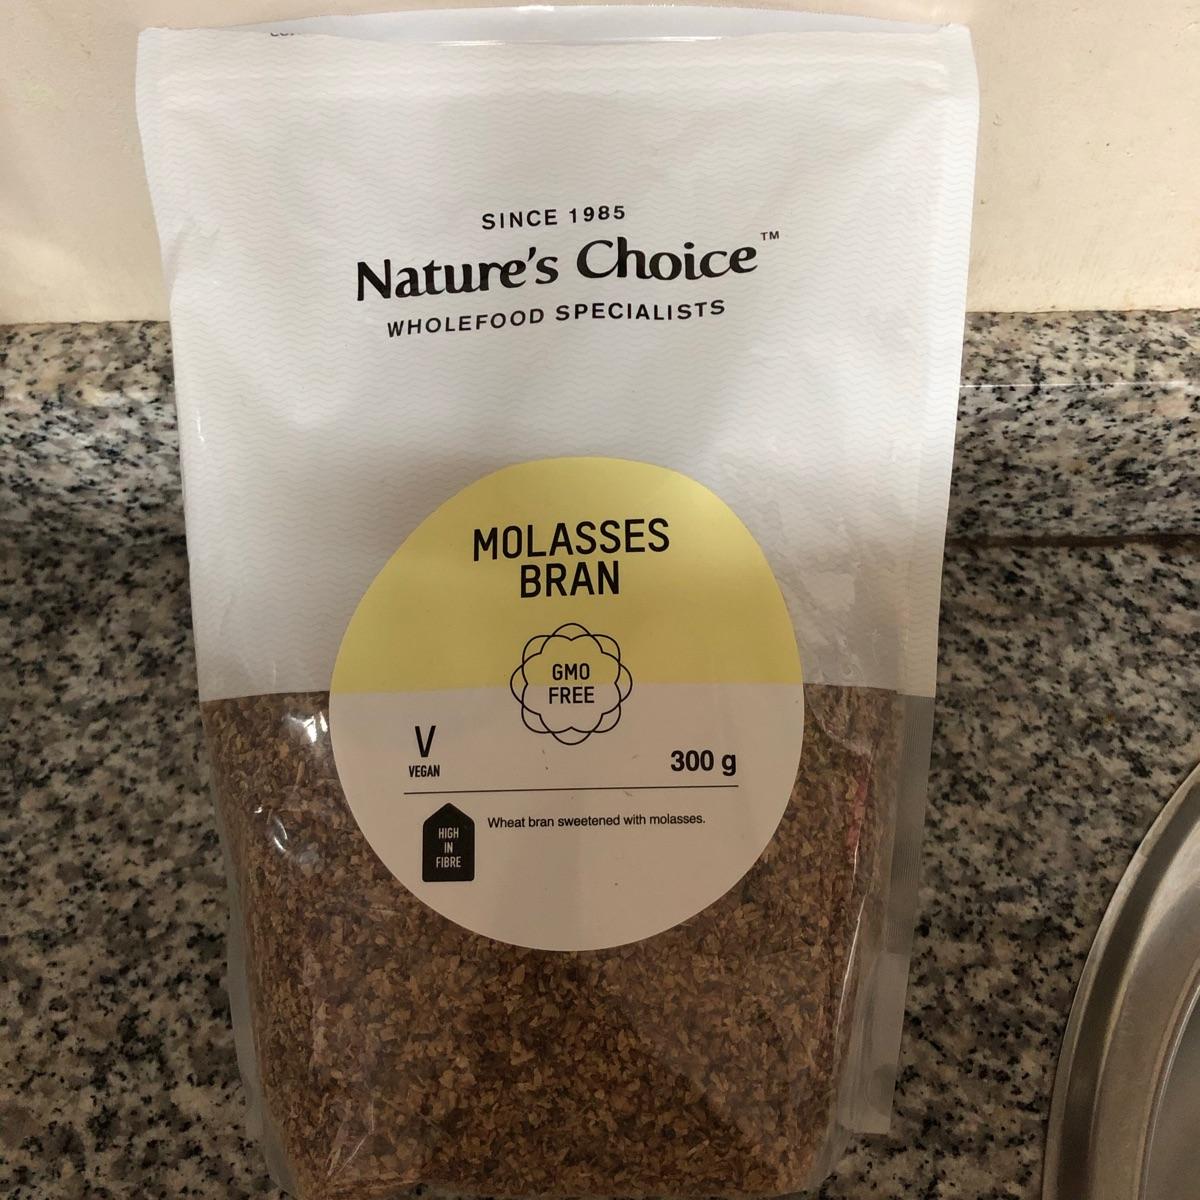 SINCE 1985
Nature's Choice™
WHOLEFOOD SPECIALISTS
MOLASSES
BRAN
GMO
FREE
V
VEGAN
300 g
HIGH
IN
FIBRE
Wheat bran sweetened with molasses.